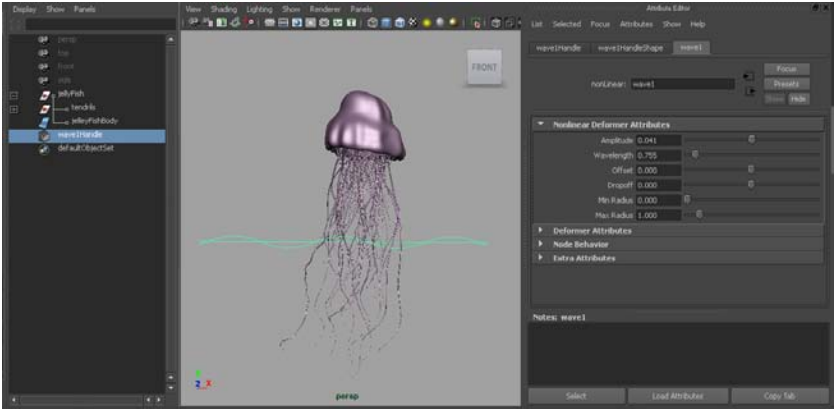 Display Show Panels
View Shading Lighting Show Renderer Panels
Attribute Editor
List Selected Focus Attributes Show Help
persp
top
front
side
jellyFish
tendrils
jelleyFishBody
wave1Handle
defaultObjectSet
FRONT
persp
wave1Handle wave1HandleShape wave1
nonLinear: wave1
Focus
Presets
Show Hide
Nonlinear Deformer Attributes
Amplitude 0.041
Wavelength 0.755
Offset 0.000
Dropoff 0.000
Min Radius 0.000
Max Radius 1.000
Deformer Attributes
Node Behavior
Extra Attributes
Notes: wave1
Select Load Attributes Copy Tab